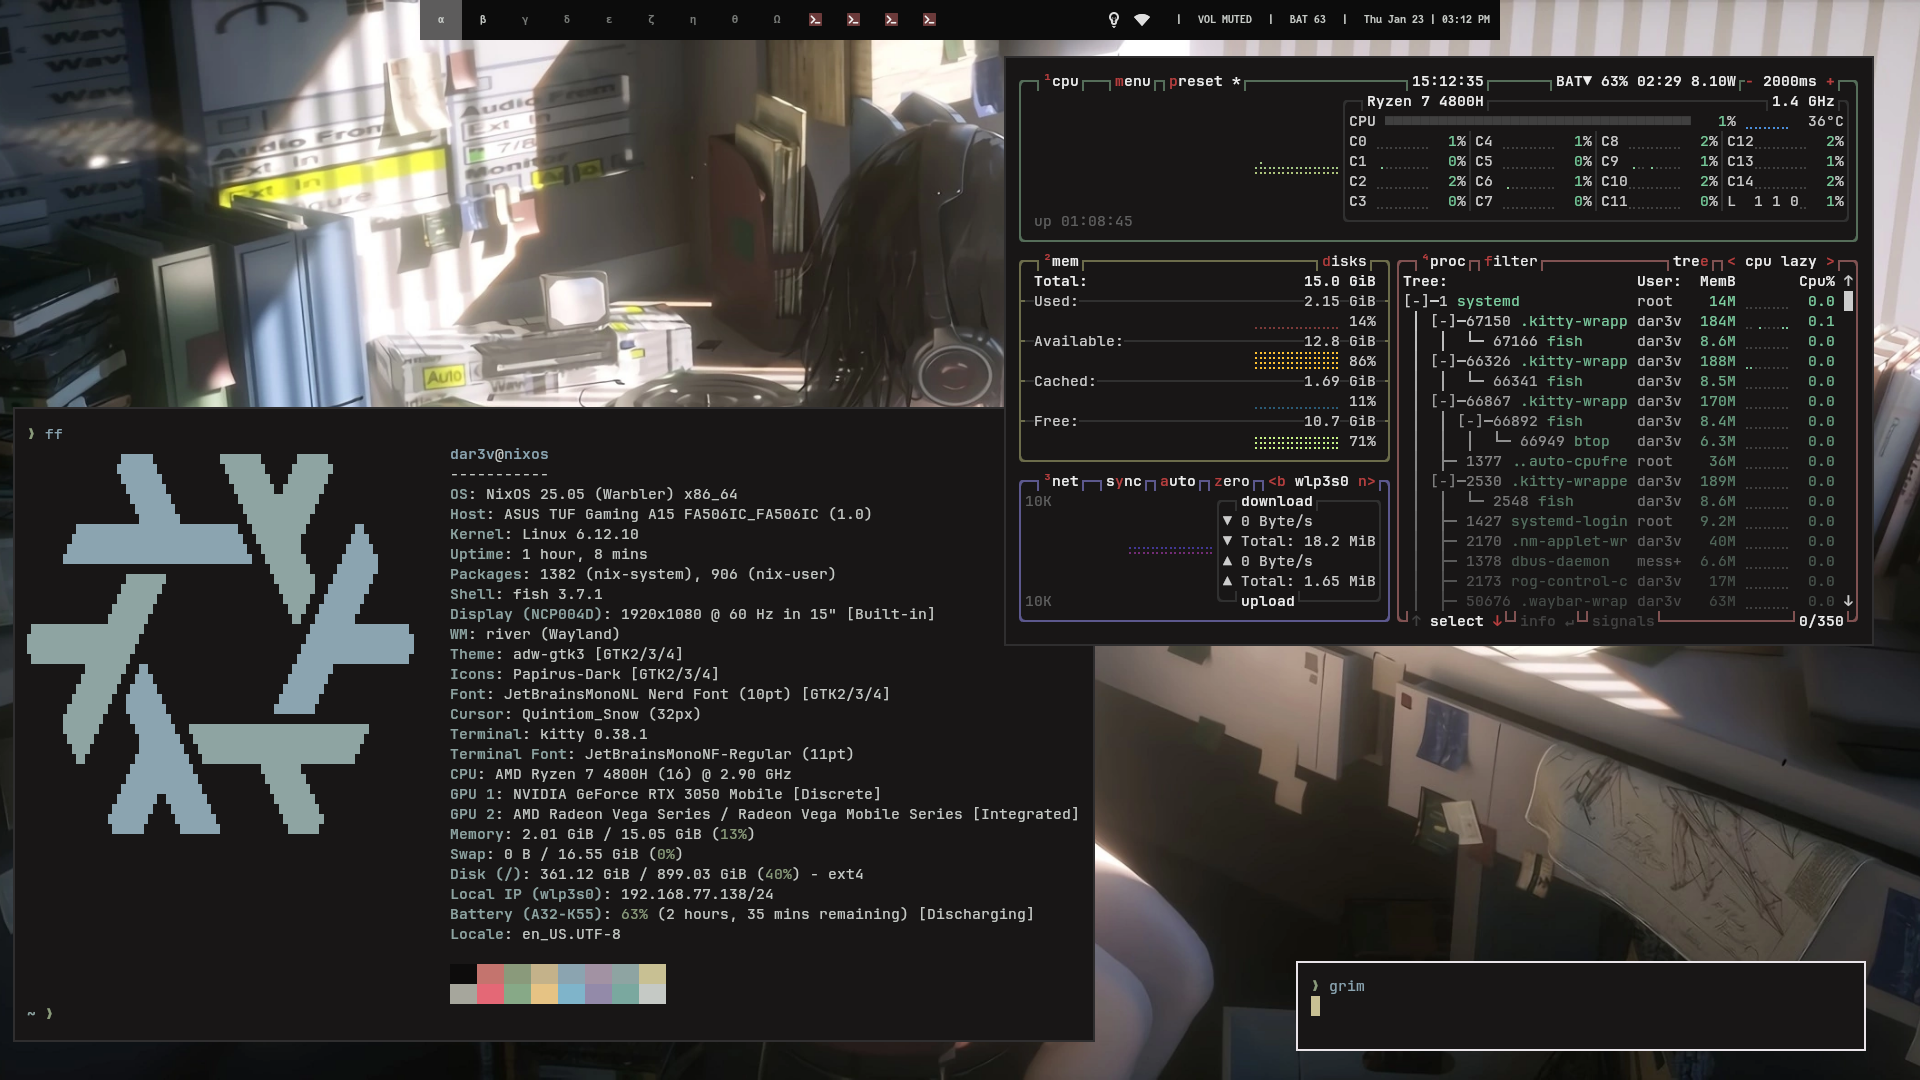 α β γ δ ε ζ η θ Ω | VOL MUTED | BAT 63 | Thu Jan 23 | 03:12 PM
Audio From
Ext In
7/8
Monitor
Audio From
Ext In
Ext In
Auto
¹cpu menu preset * 15:12:35 BAT▼ 63% 02:29 8.10W - 2000ms +
Ryzen 7 4800H 1.4 GHz
CPU 1% 36°C
C0 1% C4 1% C8 2% C12 2%
C1 0% C5 0% C9 1% C13 1%
C2 2% C6 1% C10 2% C14 2%
C3 0% C7 0% C11 0% L 1 1 0 1%
up 01:08:45
²mem disks
Total: 15.0 GiB
Used: 2.15 GiB
14%
Available: 12.8 GiB
86%
Cached: 1.69 GiB
11%
Free: 10.7 GiB
71%
³net sync auto zero <b wlp3s0 n>
10K download
▼ 0 Byte/s
▼ Total: 18.2 MiB
▲ 0 Byte/s
▲ Total: 1.65 MiB
10K upload
⁴proc filter tree < cpu lazy >
Tree: User: MemB Cpu% ↑
[-]─1 systemd root 14M 0.0
[-]─67150 .kitty-wrapp dar3v 184M 0.1
└─ 67166 fish dar3v 8.6M 0.0
[-]─66326 .kitty-wrapp dar3v 188M 0.0
└─ 66341 fish dar3v 8.5M 0.0
[-]─66867 .kitty-wrapp dar3v 170M 0.0
[-]─66892 fish dar3v 8.4M 0.0
└─ 66949 btop dar3v 6.3M 0.0
├─ 1377 ..auto-cpufre root 36M 0.0
[-]─2530 .kitty-wrappe dar3v 189M 0.0
└─ 2548 fish dar3v 8.6M 0.0
├─ 1427 systemd-login root 9.2M 0.0
├─ 2170 .nm-applet-wr dar3v 40M 0.0
├─ 1378 dbus-daemon mess+ 6.6M 0.0
├─ 2173 rog-control-c dar3v 17M 0.0
├─ 50676 .waybar-wrap dar3v 63M 0.0 ↓
↑ select ↓ info ↵ signals 0/350
❯ ff
dar3v@nixos
-----------
OS: NixOS 25.05 (Warbler) x86_64
Host: ASUS TUF Gaming A15 FA506IC_FA506IC (1.0)
Kernel: Linux 6.12.10
Uptime: 1 hour, 8 mins
Packages: 1382 (nix-system), 906 (nix-user)
Shell: fish 3.7.1
Display (NCP004D): 1920x1080 @ 60 Hz in 15" [Built-in]
WM: river (Wayland)
Theme: adw-gtk3 [GTK2/3/4]
Icons: Papirus-Dark [GTK2/3/4]
Font: JetBrainsMonoNL Nerd Font (10pt) [GTK2/3/4]
Cursor: Quintiom_Snow (32px)
Terminal: kitty 0.38.1
Terminal Font: JetBrainsMonoNF-Regular (11pt)
CPU: AMD Ryzen 7 4800H (16) @ 2.90 GHz
GPU 1: NVIDIA GeForce RTX 3050 Mobile [Discrete]
GPU 2: AMD Radeon Vega Series / Radeon Vega Mobile Series [Integrated]
Memory: 2.01 GiB / 15.05 GiB (13%)
Swap: 0 B / 16.55 GiB (0%)
Disk (/): 361.12 GiB / 899.03 GiB (40%) - ext4
Local IP (wlp3s0): 192.168.77.138/24
Battery (A32-K55): 63% (2 hours, 35 mins remaining) [Discharging]
Locale: en_US.UTF-8
~ ❯
❯ grim